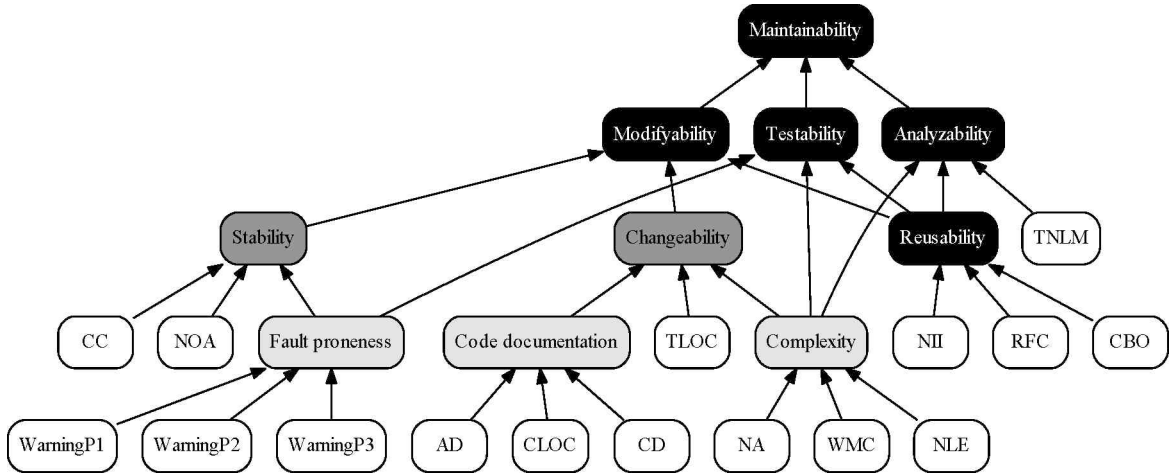 Maintainability
Modifyability Testability Analyzability
Stability Changeability Reusability TNLM
CC NOA Fault proneness Code documentation TLOC Complexity NII RFC CBO
WarningP1 WarningP2 WarningP3 AD CLOC CD NA WMC NLE